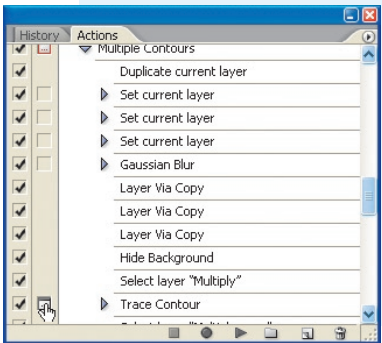 History Actions
Multiple Contours
Duplicate current layer
Set current layer
Set current layer
Set current layer
Gaussian Blur
Layer Via Copy
Layer Via Copy
Layer Via Copy
Hide Background
Select layer "Multiply"
Trace Contour